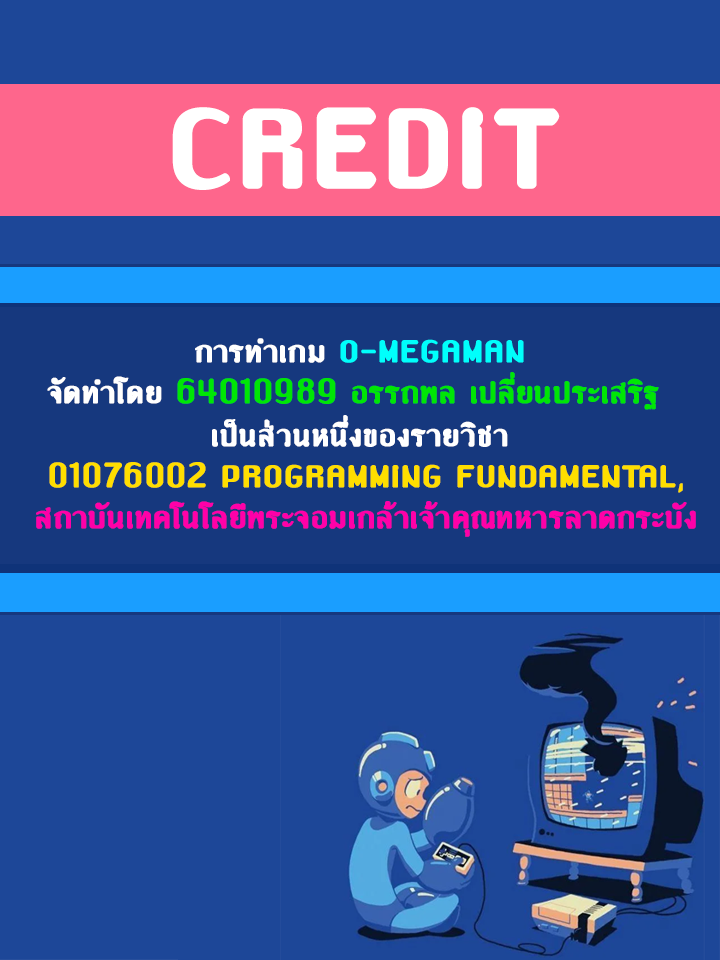 CREDIT
การทำเกม O-MEGAMAN
จัดทำโดย 64010989 อรรถพล เปลี่ยนประเสริฐ
เป็นส่วนหนึ่งของรายวิชา
01076002 PROGRAMMING FUNDAMENTAL,
สถาบันเทคโนโลยีพระจอมเกล้าเจ้าคุณทหารลาดกระบัง